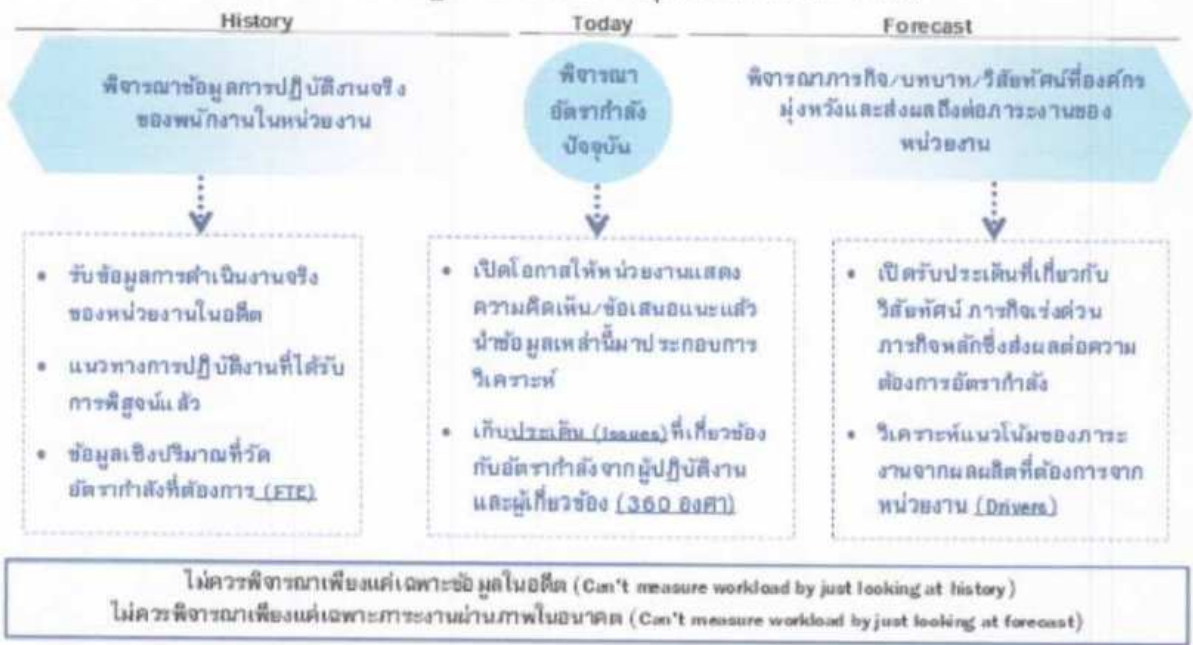 History
Today
Forecast
พิจารณาข้อมูลการปฏิบัติงานจริง
ของพนักงานในหน่วยงาน
พิจารณา
อัตรากำลัง
ปัจจุบัน
พิจารณาภารกิจ/บทบาท/วิสัยทัศน์ที่องค์กร
มุ่งหวังและส่งผลถึงต่อภาระงานของ
หน่วยงาน
• รับข้อมูลการดำเนินงานจริง
ของหน่วยงานในอดีต
• แนวทางการปฏิบัติงานที่ได้รับ
การพิสูจน์แล้ว
• ข้อมูลเชิงปริมาณที่วัด
อัตรากำลังที่ต้องการ (FTE)
• เปิดโอกาสให้หน่วยงานแสดง
ความคิดเห็น/ข้อเสนอแนะแล้ว
นำข้อมูลเหล่านี้มาประกอบการ
วิเคราะห์
• เก็บประเด็น (Issues) ที่เกี่ยวข้อง
กับอัตรากำลังจากผู้ปฏิบัติงาน
และผู้เกี่ยวข้อง (360 องศา)
• เปิดรับประเด็นที่เกี่ยวกับ
วิสัยทัศน์ ภารกิจเร่งด่วน
ภารกิจหลักซึ่งส่งผลต่อความ
ต้องการอัตรากำลัง
• วิเคราะห์แนวโน้มของภาระ
งานจากผลผลิตที่ต้องการจาก
หน่วยงาน (Drivers)
ไม่ควรพิจารณาเพียงแค่เฉพาะข้อมูลในอดีต (Can't measure workload by just looking at history)
ไม่ควรพิจารณาเพียงแค่เฉพาะภาระงานผ่านภาพในอนาคต (Can't measure workload by just looking at forecast)